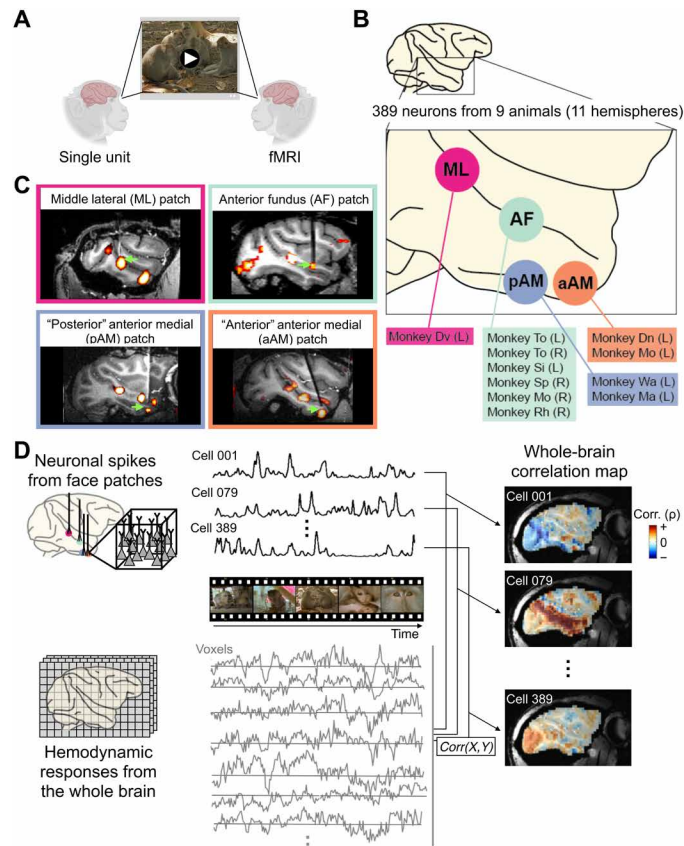 A
Single unit
fMRI
B
389 neurons from 9 animals (11 hemispheres)
ML
AF
pAM
aAM
Monkey Dv (L)
Monkey To (L)
Monkey To (R)
Monkey Si (L)
Monkey Sp (R)
Monkey Mo (R)
Monkey Rh (R)
Monkey Dn (L)
Monkey Mo (L)
Monkey Wa (L)
Monkey Ma (L)
C
Middle lateral (ML) patch
Anterior fundus (AF) patch
“Posterior” anterior medial
(pAM) patch
“Anterior” anterior medial
(aAM) patch
D
Neuronal spikes
from face patches
Cell 001
Cell 079
Cell 389
Time
Voxels
Hemodynamic
responses from
the whole brain
Corr(X,Y)
Whole-brain
correlation map
Cell 001
Corr. (ρ)
+
0
−
Cell 079
Cell 389